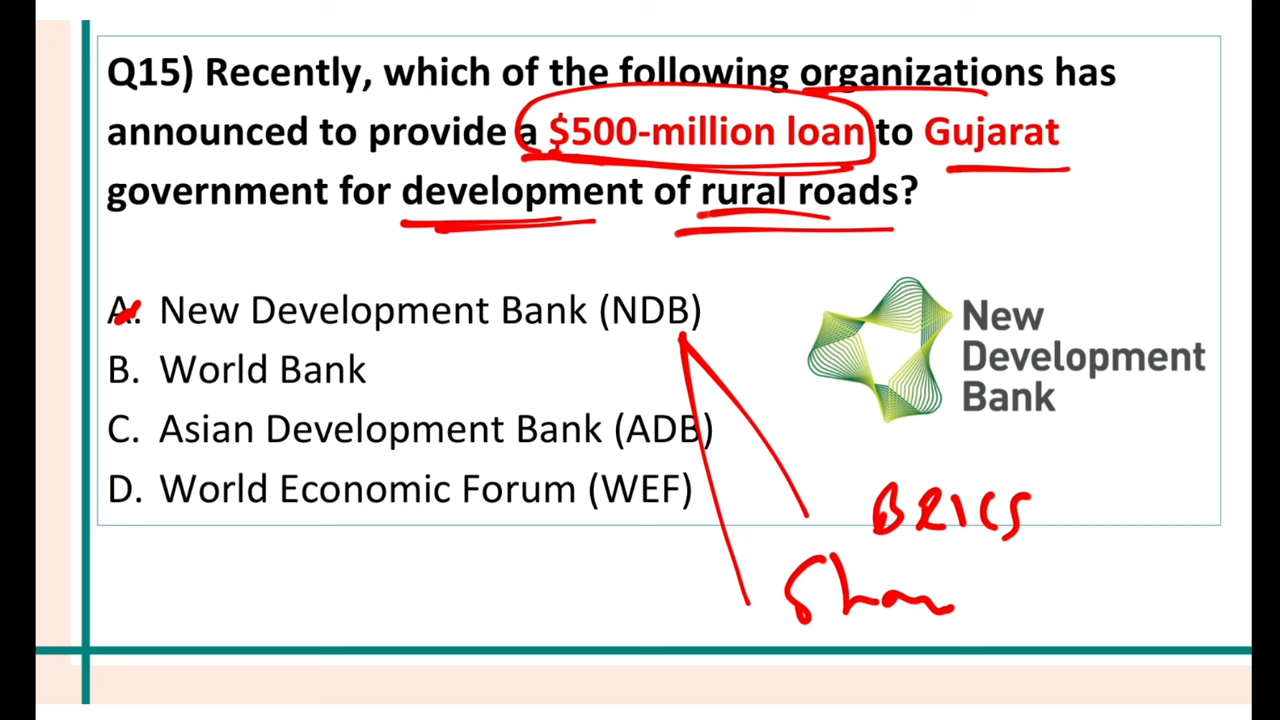 Q15) Recently, which of the following organizations has
announced to provide a $500-million loan to Gujarat
government for development of rural roads?
A. New Development Bank (NDB)
B. World Bank
C. Asian Development Bank (ADB)
D. World Economic Forum (WEF)
New
Development
Bank
BRICS
Shan